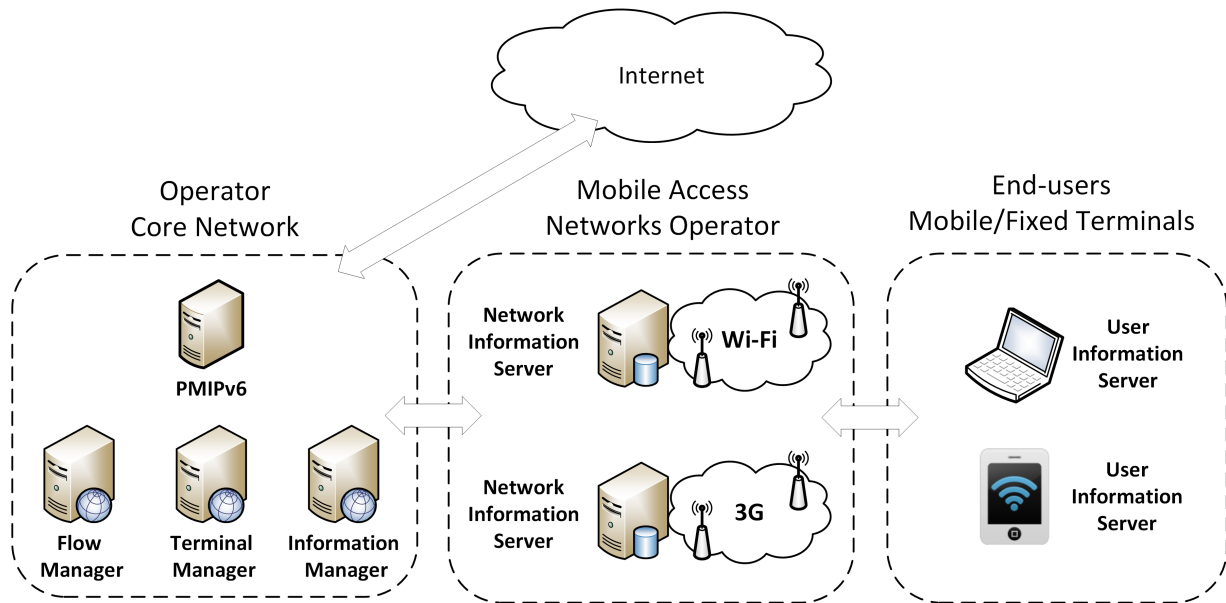 Internet
Operator
Core Network
PMIPv6
Flow
Manager
Terminal
Manager
Information
Manager
Mobile Access
Networks Operator
Network
Information
Server
Wi-Fi
Network
Information
Server
3G
End-users
Mobile/Fixed Terminals
User
Information
Server
User
Information
Server